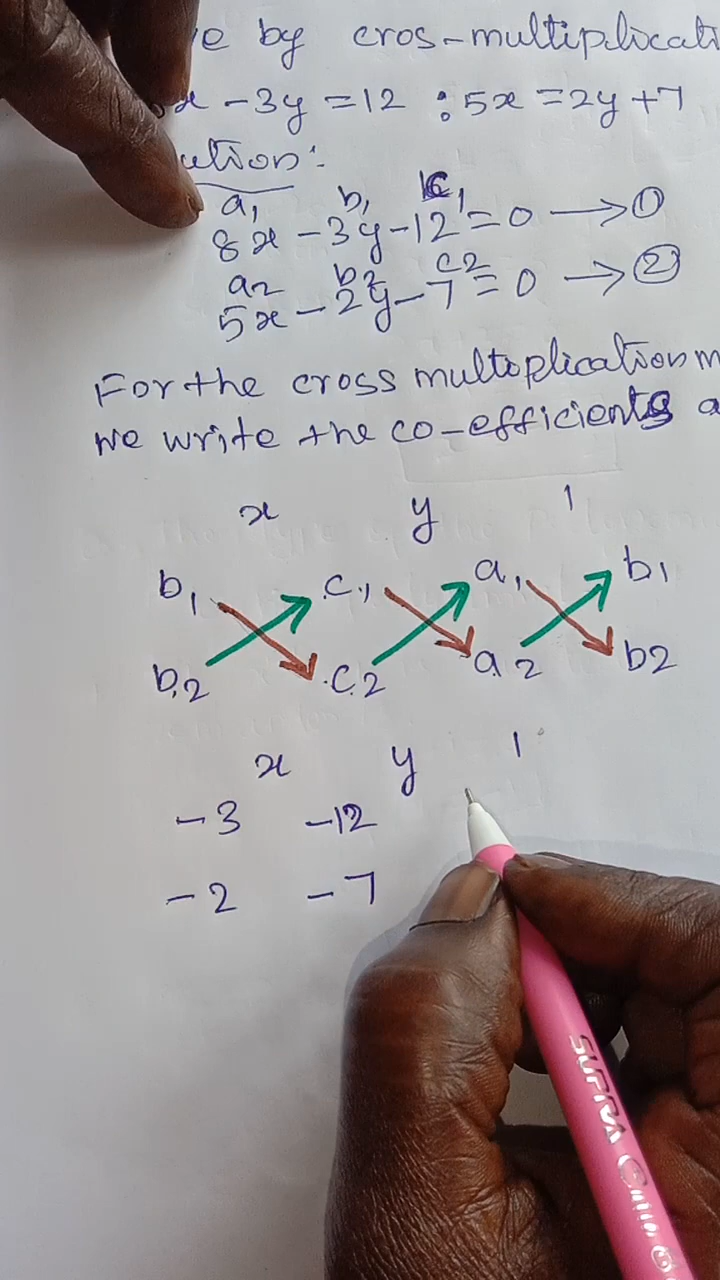 e by cros-multiplicati
x -3y =12 : 5x =2y +7
ution:
a1 b1 c1
8x -3y -12 =0 → ①
a2 b2 c2
5x -2y -7 =0 → ②
For the cross multiplication m
we write the co-efficients a
x y 1
b1 c1 a1 b1
b2 c2 a2 b2
x y 1
-3 -12
-2 -7
SUPRA